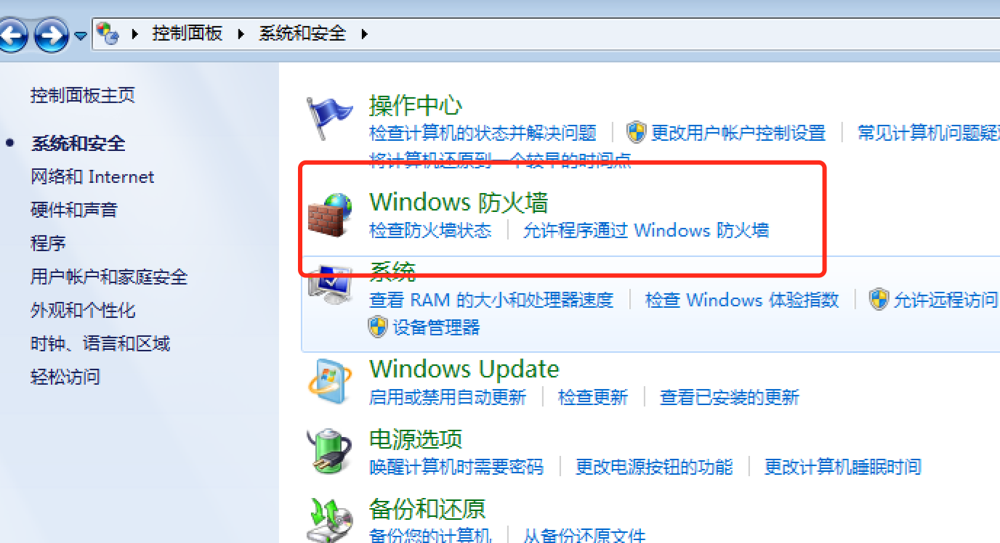 控制面板 系统和安全
控制面板主页
系统和安全
网络和 Internet
硬件和声音
程序
用户帐户和家庭安全
外观和个性化
时钟、语言和区域
轻松访问
操作中心
检查计算机的状态并解决问题 更改用户帐户控制设置 常见计算机问题疑
将计算机还原到一个较早的时间点
Windows 防火墙
检查防火墙状态 允许程序通过 Windows 防火墙
系统
查看 RAM 的大小和处理器速度 检查 Windows 体验指数 允许远程访问
设备管理器
Windows Update
启用或禁用自动更新 检查更新 查看已安装的更新
电源选项
唤醒计算机时需要密码 更改电源按钮的功能 更改计算机睡眠时间
备份和还原
备份您的计算机 从备份还原文件